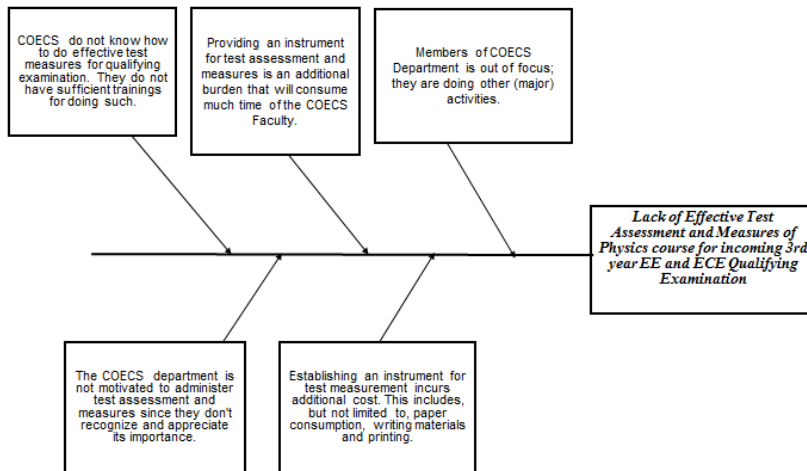 COECS do not know how
to do effective test
measures for qualifying
examination. They do not
have sufficient trainings
for doing such.
Providing an instrument
for test assessment and
measures is an additional
burden that will consume
much time of the COECS
Faculty.
Members of COECS
Department is out of focus;
they are doing other (major)
activities.
Lack of Effective Test
Assessment and Measures of
Physics course for incoming 3rd
year EE and ECE Qualifying
Examination
The COECS department is
not motivated to administer
test assessment and
measures since they don't
recognize and appreciate
its importance.
Establishing an instrument for
test measurement incurs
additional cost. This includes,
but not limited to, paper
consumption, writing materials
and printing.